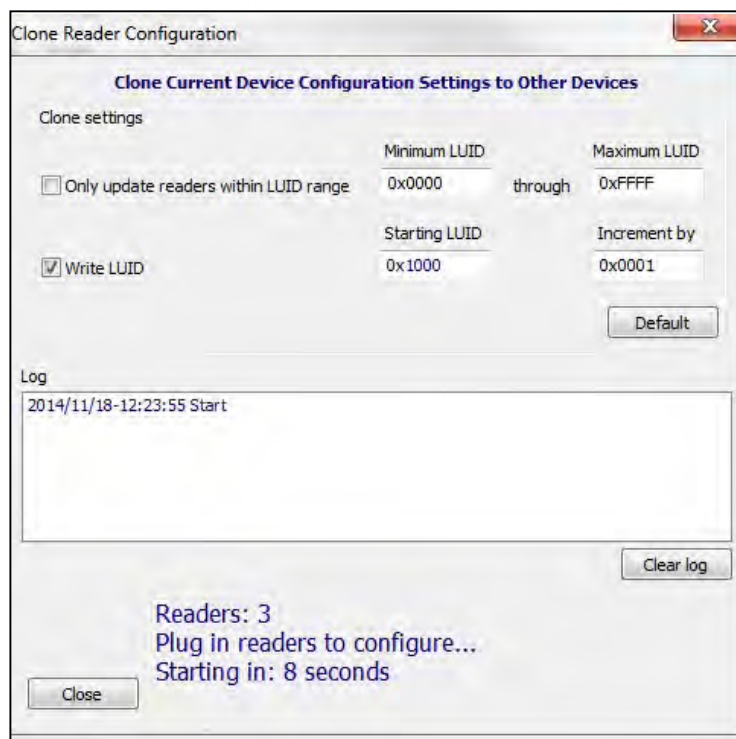 Clone Reader Configuration
Clone Current Device Configuration Settings to Other Devices
Clone settings
Minimum LUID Maximum LUID
Only update readers within LUID range 0x0000 through 0xFFFF
Starting LUID Increment by
Write LUID 0x1000 0x0001
Default
Log
2014/11/18-12:23:55 Start
Clear log
Readers: 3
Plug in readers to configure...
Starting in: 8 seconds
Close